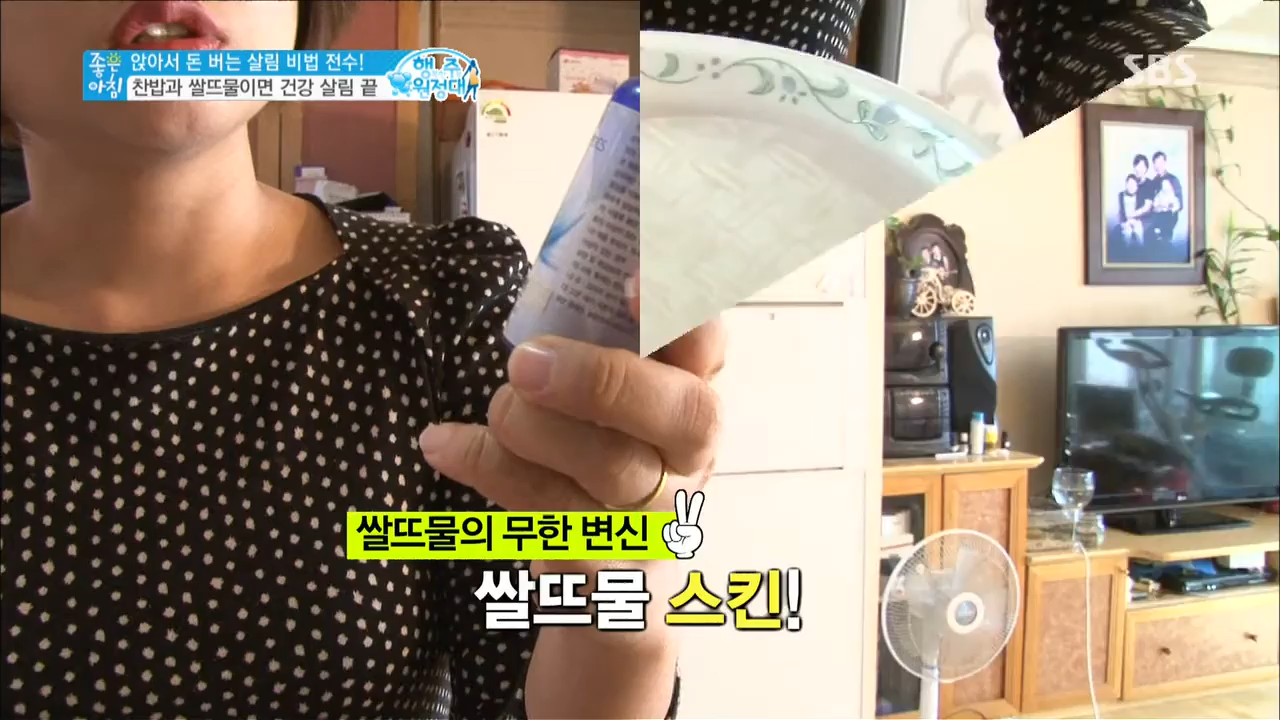 좋은
아침
앉아서 돈 버는 살림 비법 전수!
찬밥과 쌀뜨물이면 건강 살림 끝
행주
원정대
SBS
쌀뜨물의 무한 변신
쌀뜨물 스킨!